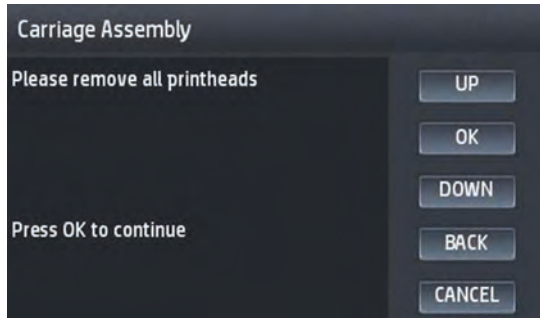 Carriage Assembly
Please remove all printheads
Press OK to continue
UP
OK
DOWN
BACK
CANCEL